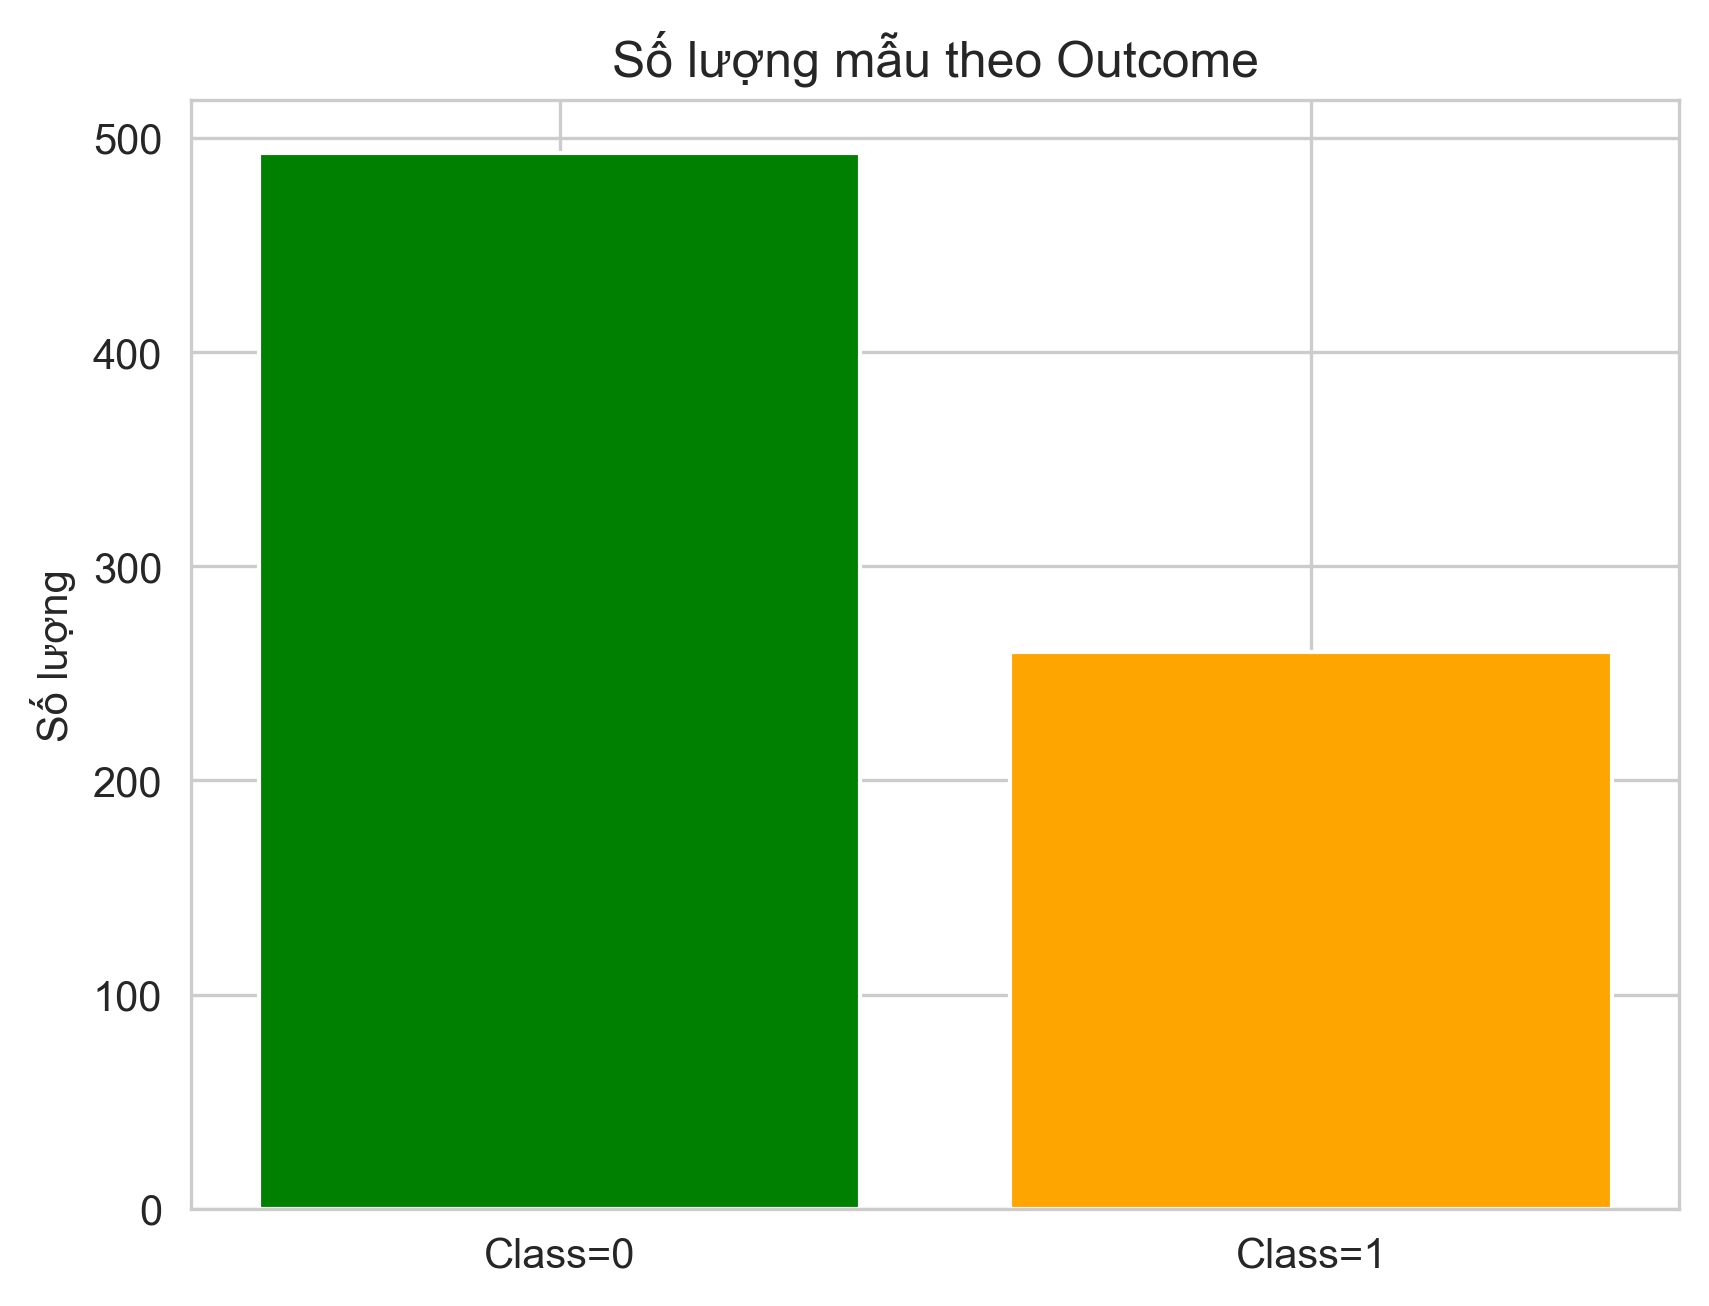 Số lượng mẫu theo Outcome
Số lượng
500
400
300
200
100
0
Class=0
Class=1